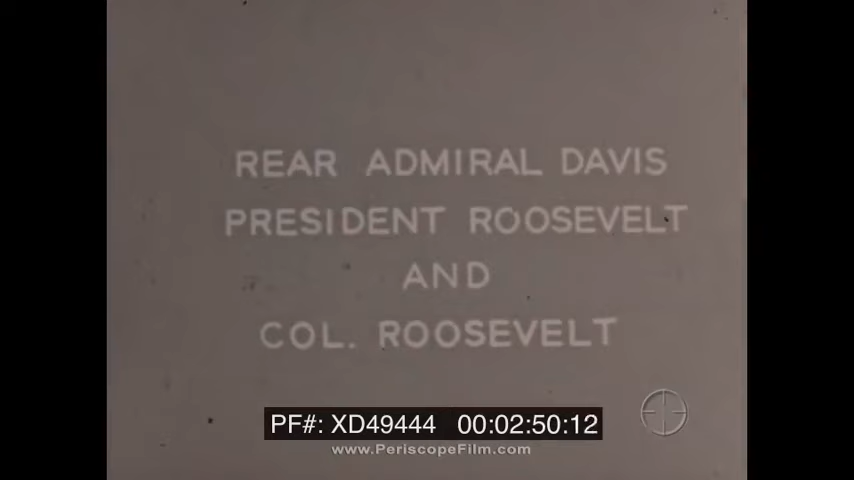 REAR ADMIRAL DAVIS
PRESIDENT ROOSEVELT
AND
COL. ROOSEVELT
PF#: XD49444 00:02:50:12
www.PeriscopeFilm.com